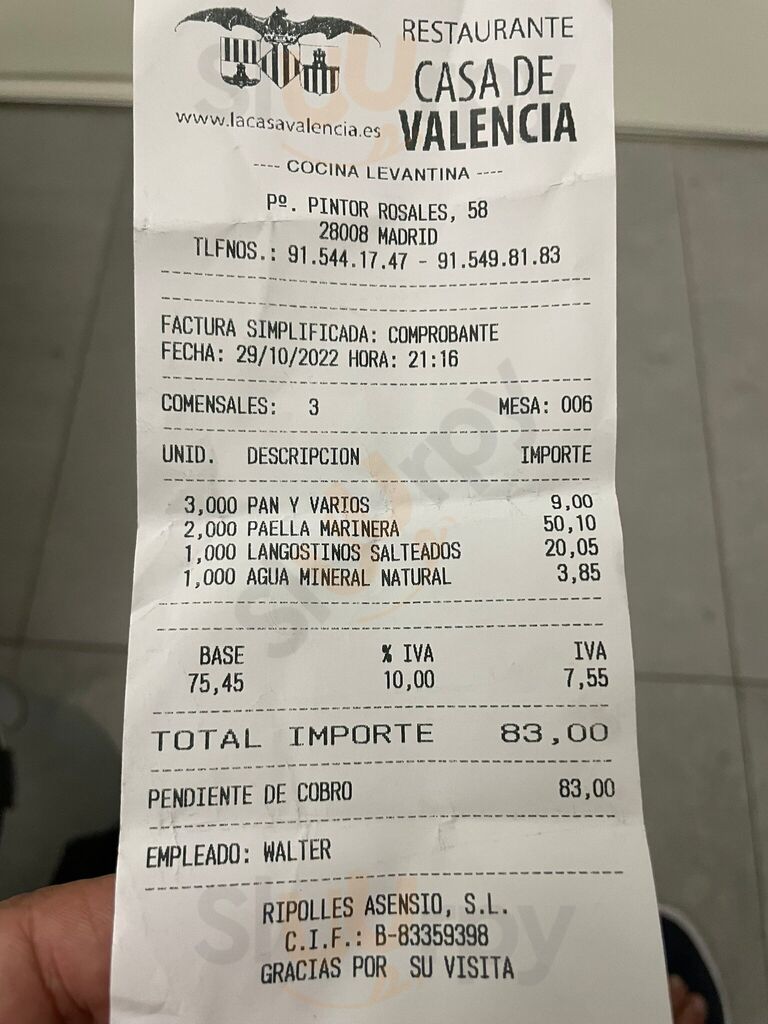 RESTAURANTE
CASA DE
VALENCIA
www.lacasavalencia.es
---- COCINA LEVANTINA ----
Pº. PINTOR ROSALES, 58
28008 MADRID
TLFNOS.: 91.544.17.47 - 91.549.81.83
FACTURA SIMPLIFICADA: COMPROBANTE
FECHA: 29/10/2022 HORA: 21:16
COMENSALES: 3 MESA: 006
UNID. DESCRIPCION IMPORTE
3,000 PAN Y VARIOS 9,00
2,000 PAELLA MARINERA 50,10
1,000 LANGOSTINOS SALTEADOS 20,05
1,000 AGUA MINERAL NATURAL 3,85
BASE % IVA IVA
75,45 10,00 7,55
TOTAL IMPORTE 83,00
PENDIENTE DE COBRO 83,00
EMPLEADO: WALTER
RIPOLLES ASENSIO, S.L.
C.I.F.: B-83359398
GRACIAS POR SU VISITA